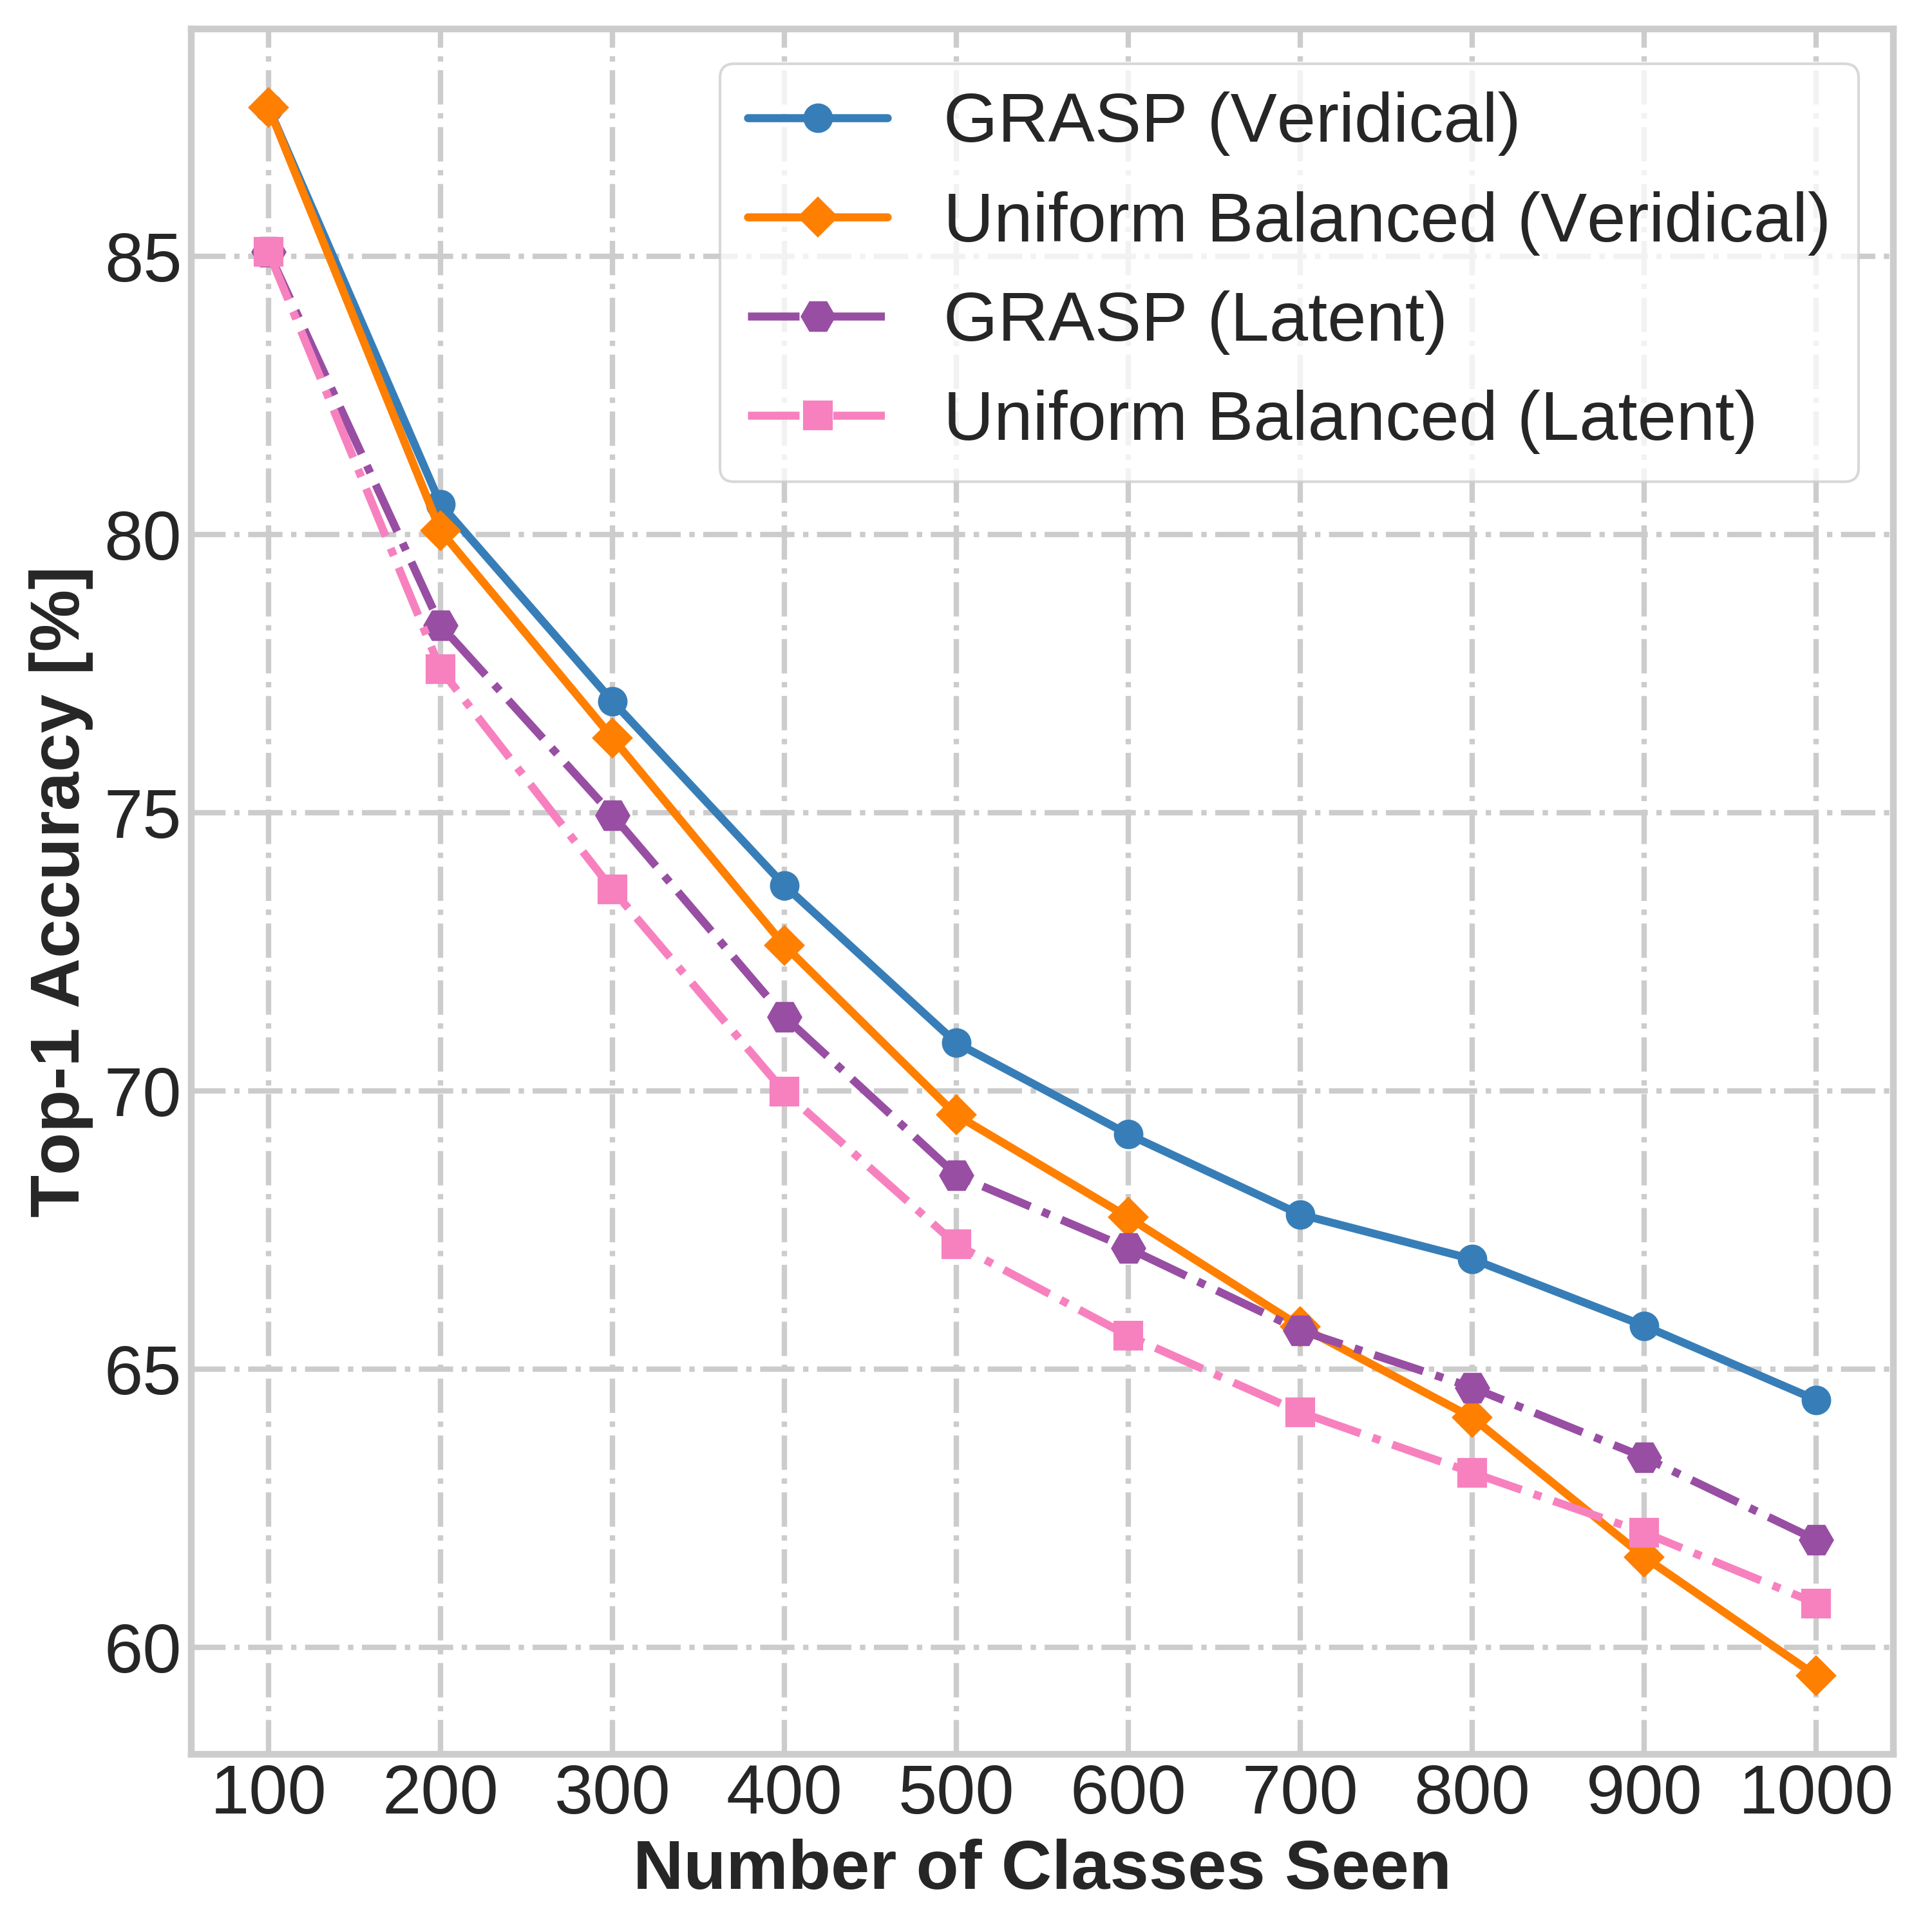 GRASP (Veridical)
Uniform Balanced (Veridical)
GRASP (Latent)
Uniform Balanced (Latent)
Top-1 Accuracy [%]
85
80
75
70
65
60
100 200 300 400 500 600 700 800 900 1000
Number of Classes Seen